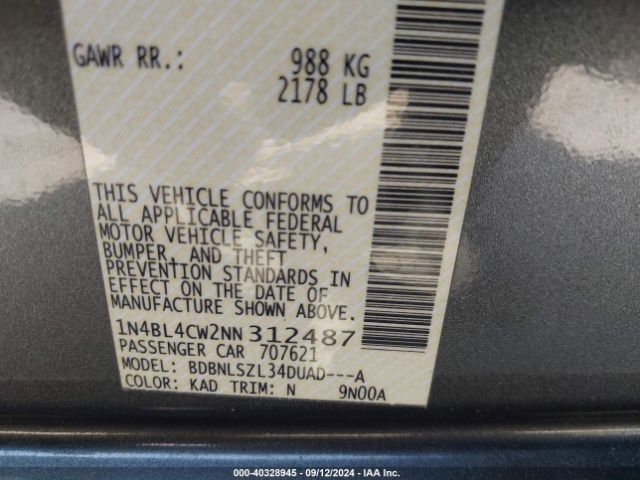 GAWR RR.: 988 KG
2178 LB
THIS VEHICLE CONFORMS TO
ALL APPLICABLE FEDERAL
MOTOR VEHICLE SAFETY,
BUMPER, AND THEFT
PREVENTION STANDARDS IN
EFFECT ON THE DATE OF
MANUFACTURE SHOWN ABOVE.
1N4BL4CW2NN312487
PASSENGER CAR 707621
MODEL: BDBNLSZL34DUAD---A
COLOR: KAD TRIM: N 9N00A
000-40328945 - 09/12/2024 - IAA Inc.